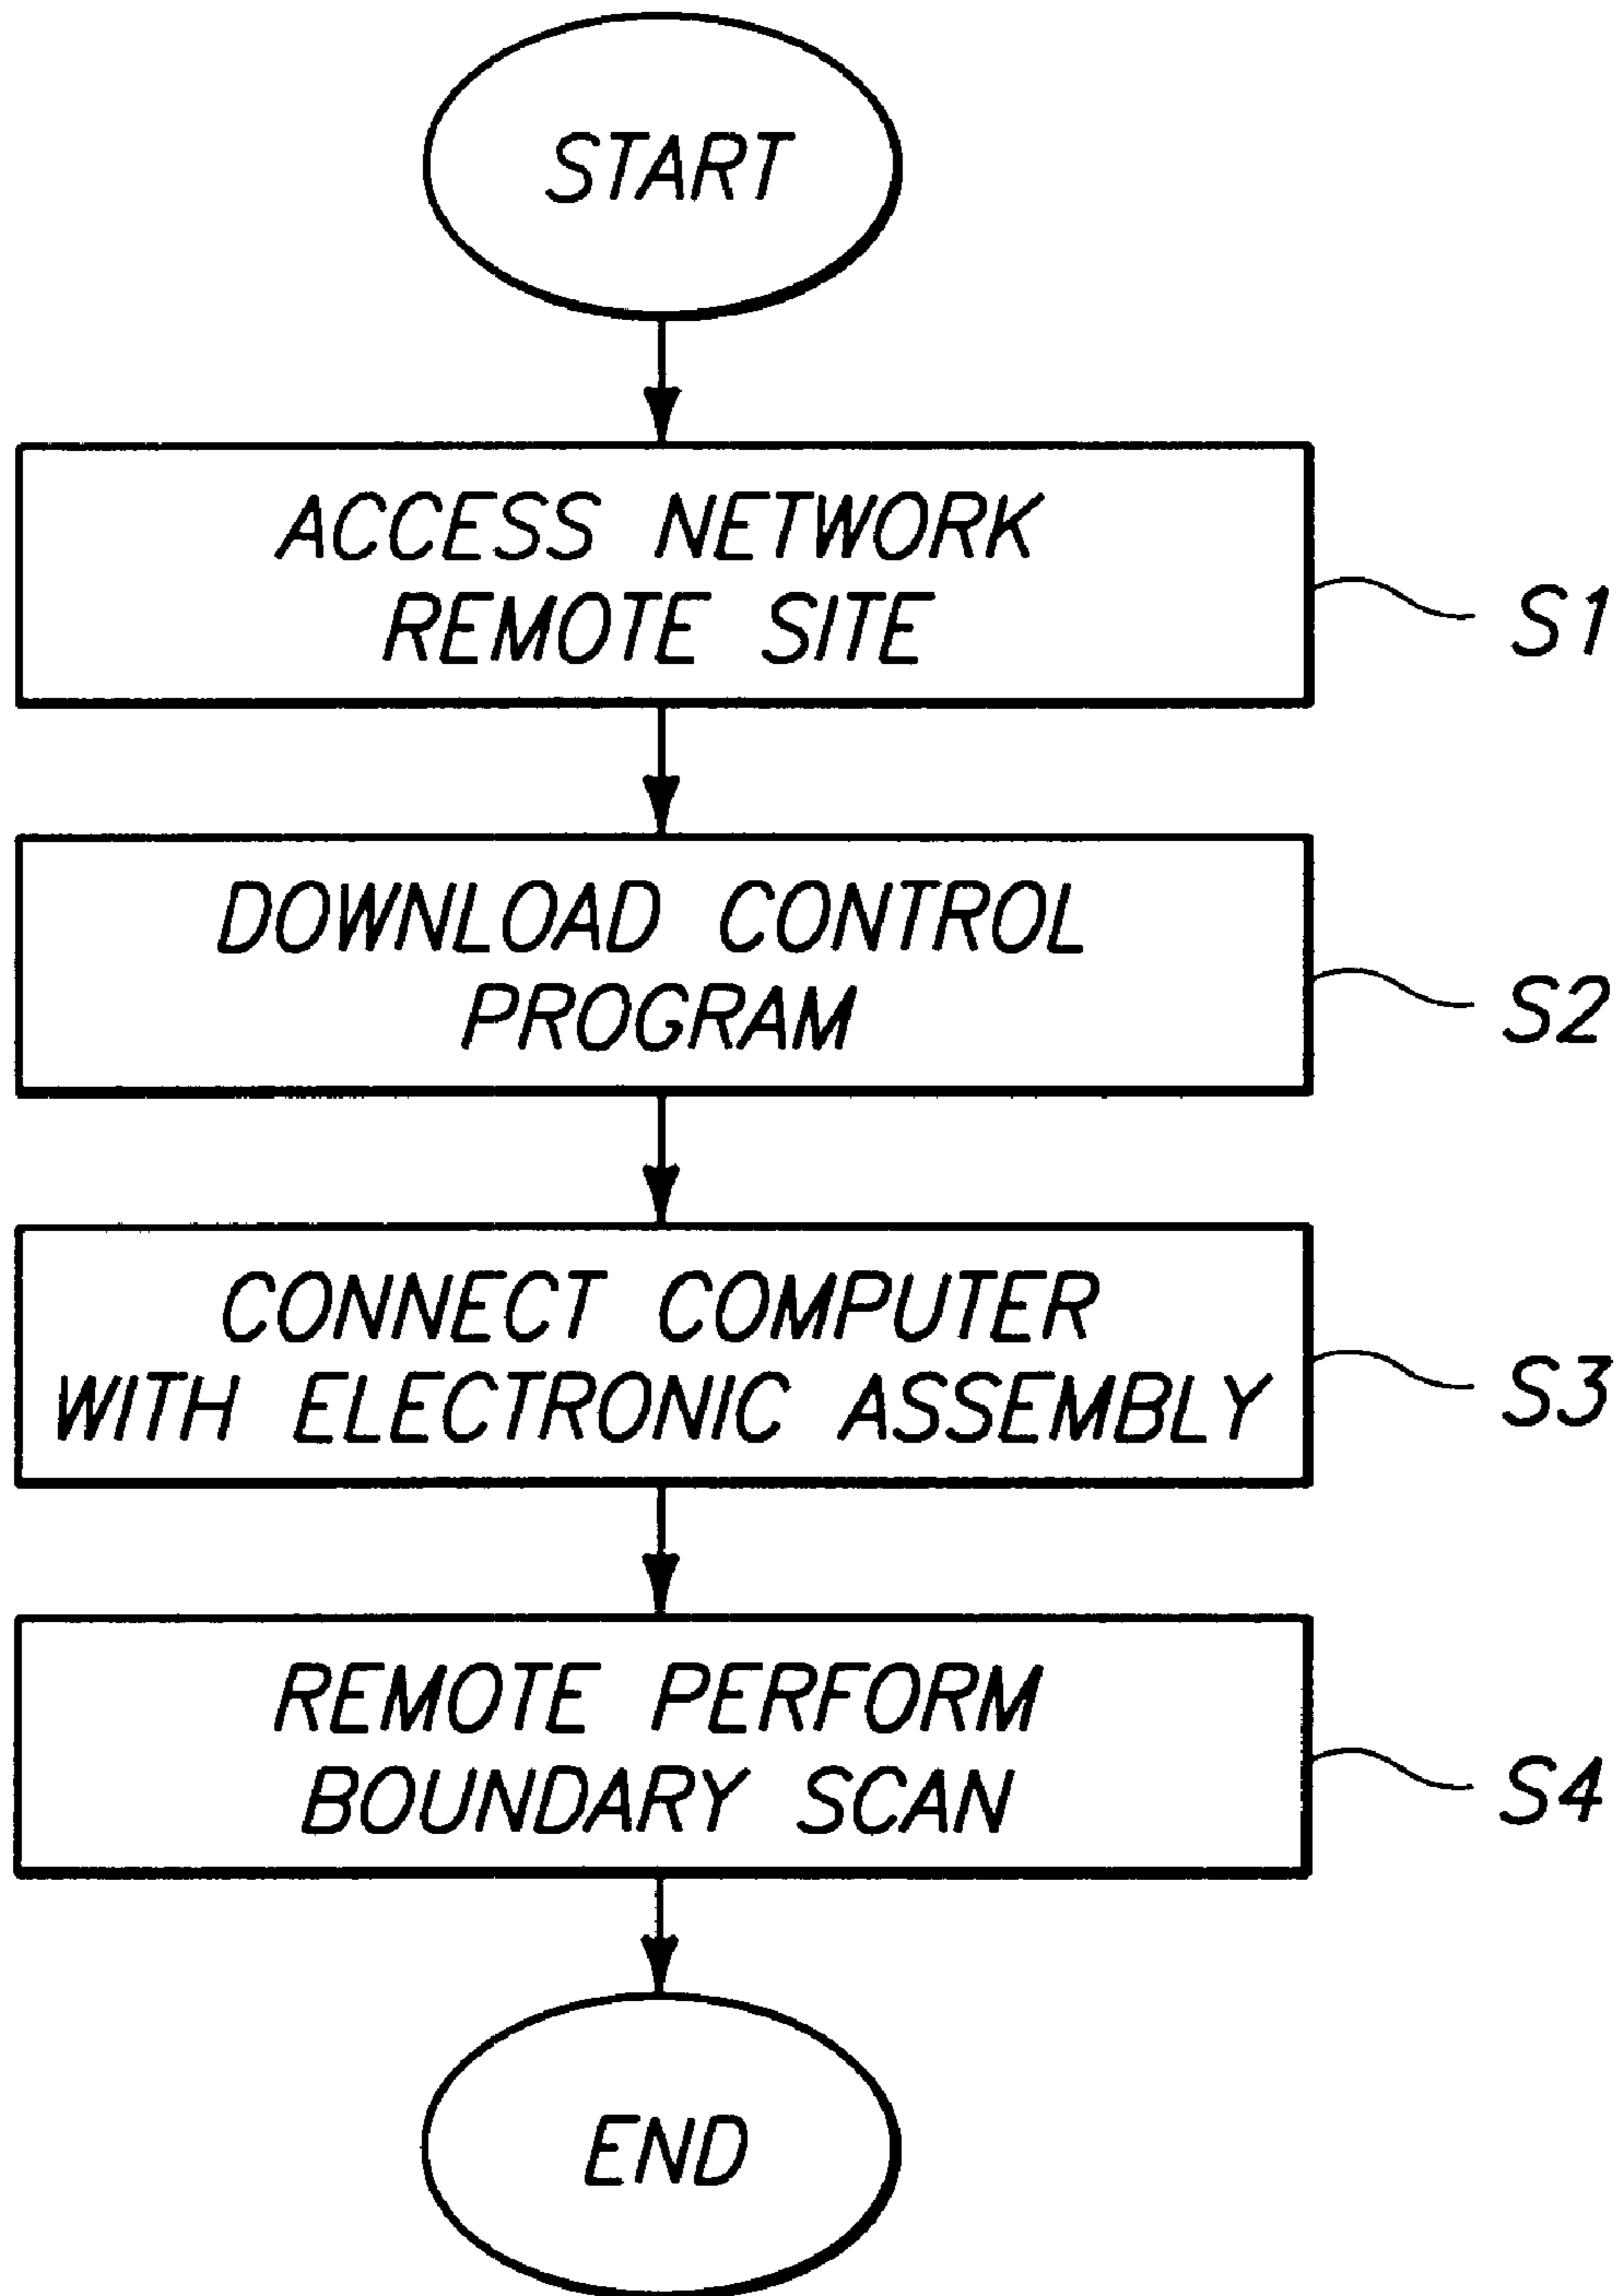 START
ACCESS NETWORK
REMOTE SITE
S1
DOWNLOAD CONTROL
PROGRAM
S2
CONNECT COMPUTER
WITH ELECTRONIC ASSEMBLY
S3
REMOTE PERFORM
BOUNDARY SCAN
S4
END